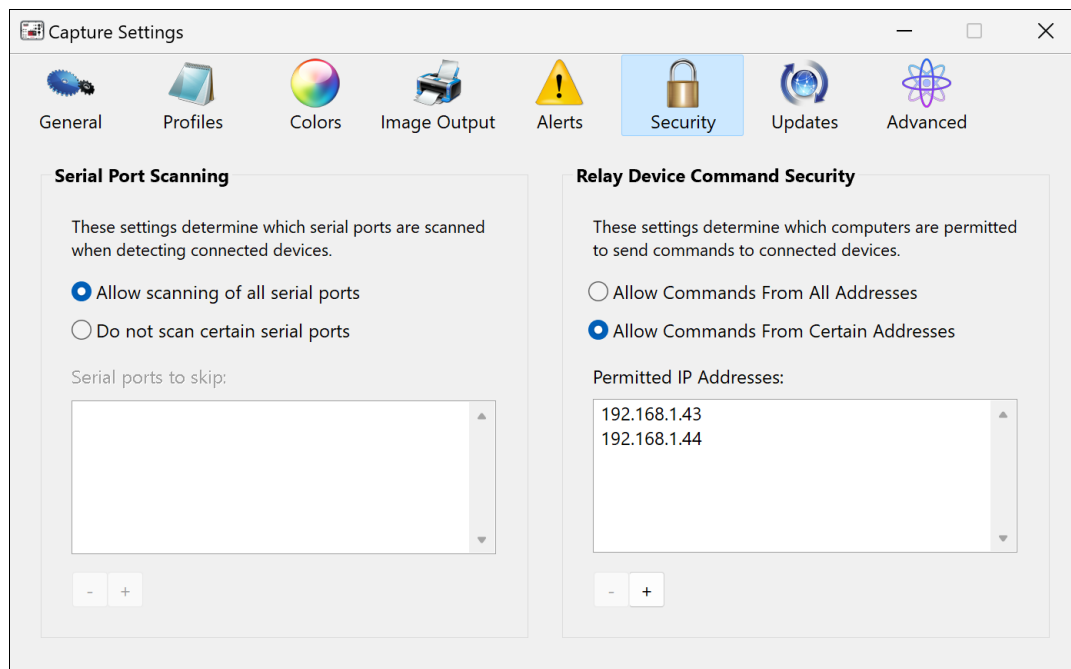 Capture Settings
General Profiles Colors Image Output Alerts Security Updates Advanced
Serial Port Scanning
These settings determine which serial ports are scanned
when detecting connected devices.
Allow scanning of all serial ports
Do not scan certain serial ports
Serial ports to skip:
- +
Relay Device Command Security
These settings determine which computers are permitted
to send commands to connected devices.
Allow Commands From All Addresses
Allow Commands From Certain Addresses
Permitted IP Addresses:
192.168.1.43
192.168.1.44
- +